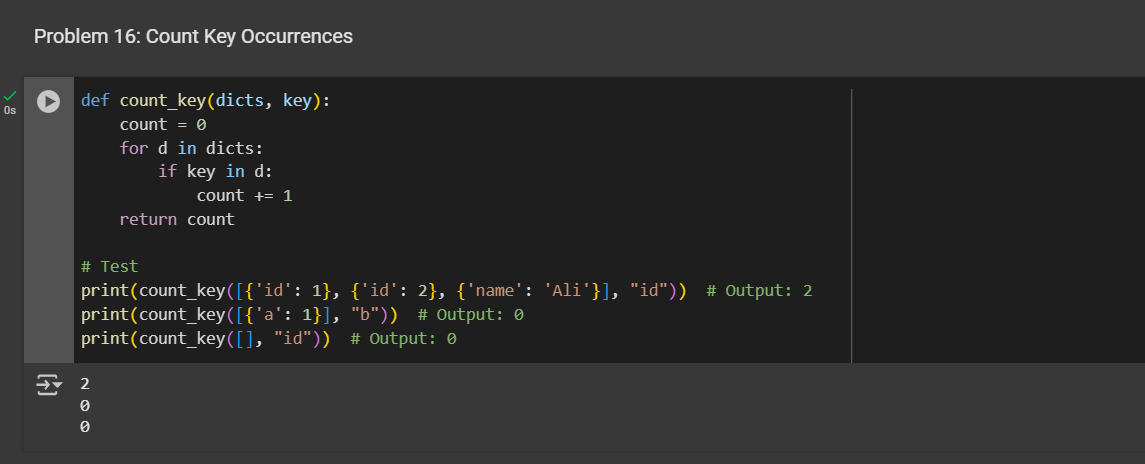 Problem 16: Count Key Occurrences
0s
def count_key(dicts, key):
    count = 0
    for d in dicts:
        if key in d:
            count += 1
    return count

# Test
print(count_key([{'id': 1}, {'id': 2}, {'name': 'Ali'}], "id"))  # Output: 2
print(count_key([{'a': 1}], "b"))  # Output: 0
print(count_key([], "id"))  # Output: 0
2
0
0